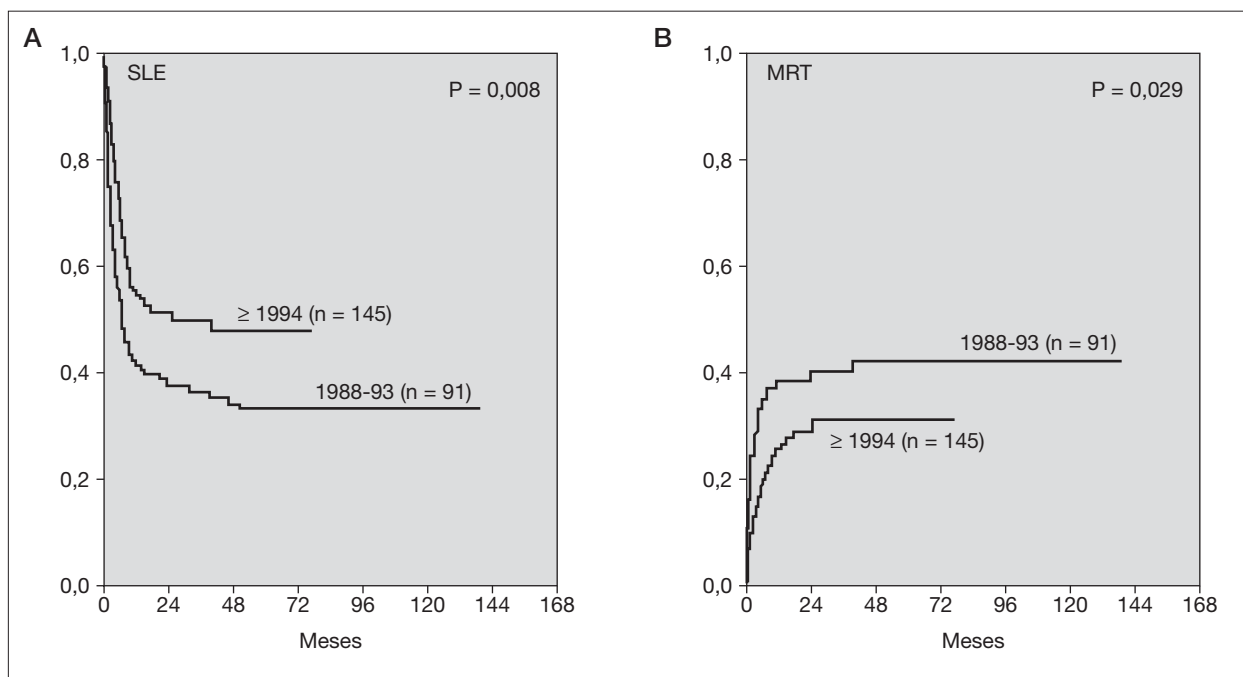 A
SLE
P = 0,008
1,0
0,8
0,6
0,4
0,2
0,0
≥ 1994 (n = 145)
1988-93 (n = 91)
0 24 48 72 96 120 144 168
Meses
B
MRT
P = 0,029
1,0
0,8
0,6
0,4
0,2
0,0
1988-93 (n = 91)
≥ 1994 (n = 145)
0 24 48 72 96 120 144 168
Meses